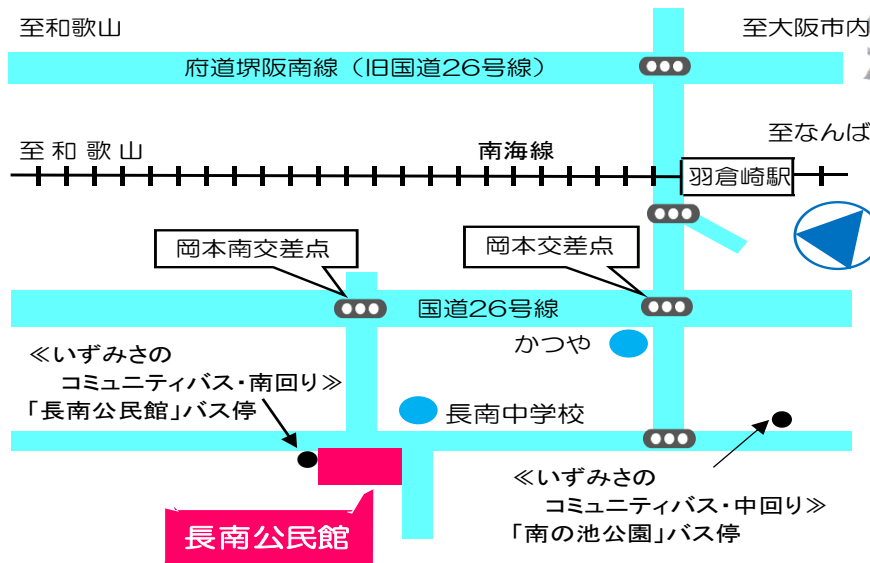 至和歌山
至大阪市内
府道堺阪南線（旧国道26号線）
至なんば
至 和 歌 山
南海線
羽倉崎駅
岡本南交差点
岡本交差点
国道26号線
かつや
≪いずみさの
コミュニティバス・南回り≫
「長南公民館」バス停
長南中学校
≪いずみさの
コミュニティバス・中回り≫
「南の池公園」バス停
長南公民館